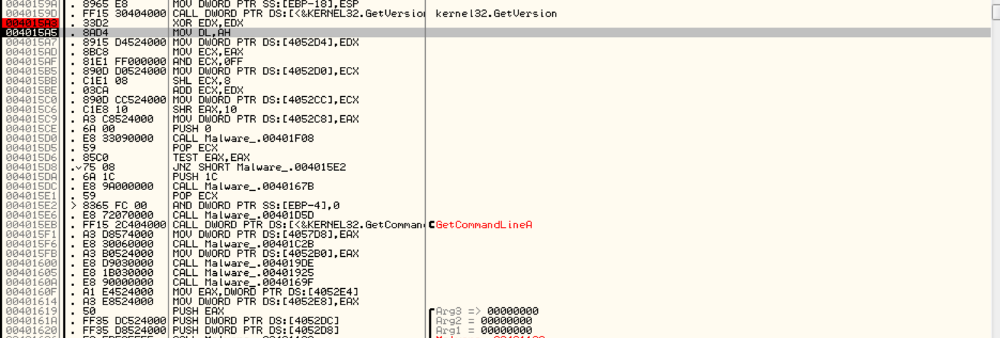 0040159A . 8965 E8 MOV DWORD PTR SS:[EBP-18],ESP
0040159D . FF15 30404000 CALL DWORD PTR DS:[<&KERNEL32.GetVersion kernel32.GetVersion
004015A3 . 33D2 XOR EDX,EDX
004015A5 . 8AD4 MOV DL,AH
004015A7 . 8915 D4524000 MOV DWORD PTR DS:[4052D4],EDX
004015AD . 8BC8 MOV ECX,EAX
004015AF . 81E1 FF000000 AND ECX,0FF
004015B5 . 890D D0524000 MOV DWORD PTR DS:[4052D0],ECX
004015BB . C1E1 08 SHL ECX,8
004015BE . 03CA ADD ECX,EDX
004015C0 . 890D CC524000 MOV DWORD PTR DS:[4052CC],ECX
004015C6 . C1E8 10 SHR EAX,10
004015C9 . A3 C8524000 MOV DWORD PTR DS:[4052C8],EAX
004015CE . 6A 00 PUSH 0
004015D0 . E8 33090000 CALL Malware_.00401F08
004015D5 . 59 POP ECX
004015D6 . 85C0 TEST EAX,EAX
004015D8 .v75 08 JNZ SHORT Malware_.004015E2
004015DA . 6A 1C PUSH 1C
004015DC . E8 9A000000 CALL Malware_.0040167B
004015E1 . 59 POP ECX
004015E2 > 8365 FC 00 AND DWORD PTR SS:[EBP-4],0
004015E6 . E8 72070000 CALL Malware_.00401D5D
004015EB . FF15 2C404000 CALL DWORD PTR DS:[<&KERNEL32.GetComman [GetCommandLineA
004015F1 . A3 D8574000 MOV DWORD PTR DS:[4057D8],EAX
004015F6 . E8 30060000 CALL Malware_.00401C2B
004015FB . A3 B0524000 MOV DWORD PTR DS:[4052B0],EAX
00401600 . E8 D9030000 CALL Malware_.004019DE
00401605 . E8 1B030000 CALL Malware_.00401925
0040160A . E8 90000000 CALL Malware_.0040169F
0040160F . A1 E4524000 MOV EAX,DWORD PTR DS:[4052E4]
00401614 . A3 E8524000 MOV DWORD PTR DS:[4052E8],EAX
00401619 . 50 PUSH EAX Arg3 => 00000000
0040161A . FF35 DC524000 PUSH DWORD PTR DS:[4052DC] Arg2 = 00000000
00401620 . FF35 D8524000 PUSH DWORD PTR DS:[4052D8] Arg1 = 00000000